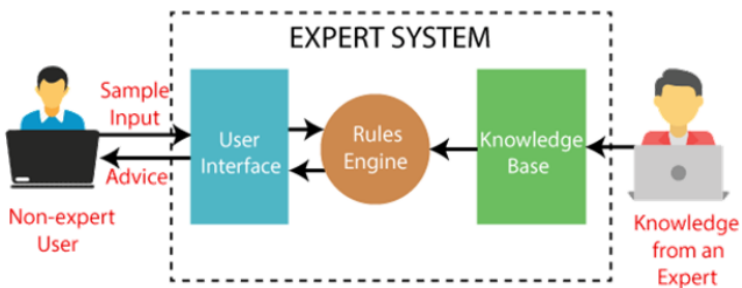 EXPERT SYSTEM
Sample
Input
Advice
Non-expert
User
User
Interface
Rules
Engine
Knowledge
Base
Knowledge
from an
Expert